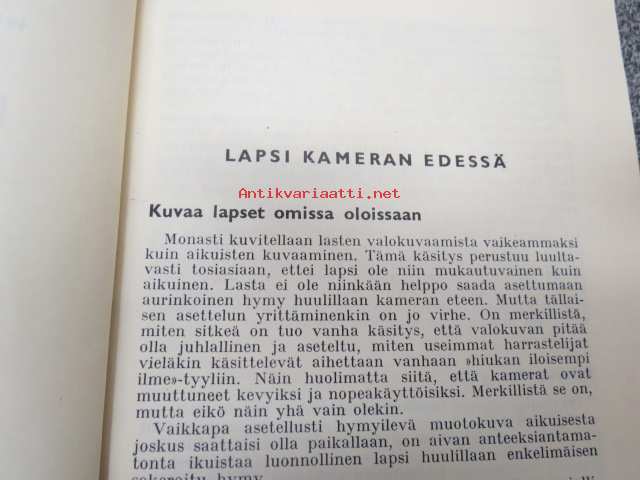 LAPSI KAMERAN EDESSÄ
Antikvariaatti.net
Kuvaa lapset omissa oloissaan
Monasti kuvitellaan lasten valokuvaamista vaikeammaksi
kuin aikuisten kuvaaminen. Tämä käsitys perustuu luulta-
vasti tosiasiaan, ettei lapsi ole niin mukautuvainen kuin
aikuinen. Lasta ei ole niinkään helppo saada asettumaan
aurinkoinen hymy huulillaan kameran eteen. Mutta tällai-
sen asettelun yrittäminenkin on jo virhe. On merkillistä,
miten sitkeä on tuo vanha käsitys, että valokuvan pitää
olla juhlallinen ja aseteltu, miten useimmat harrastelijat
vieläkin käsittelevät aihettaan vanhaan »hiukan iloisempi
ilme»-tyyliin. Näin huolimatta siitä, että kamerat ovat
muuttuneet kevyiksi ja nopeakäyttöisiksi. Merkillistä se on,
mutta eikö näin yhä vain olekin.
Vaikkapa asetellusti hymyilevä muotokuva aikuisesta
joskus saattaisi olla paikallaan, on aivan anteeksiantama-
tonta ikuistaa luonnollinen lapsi huulillaan enkelimäisen
hymy